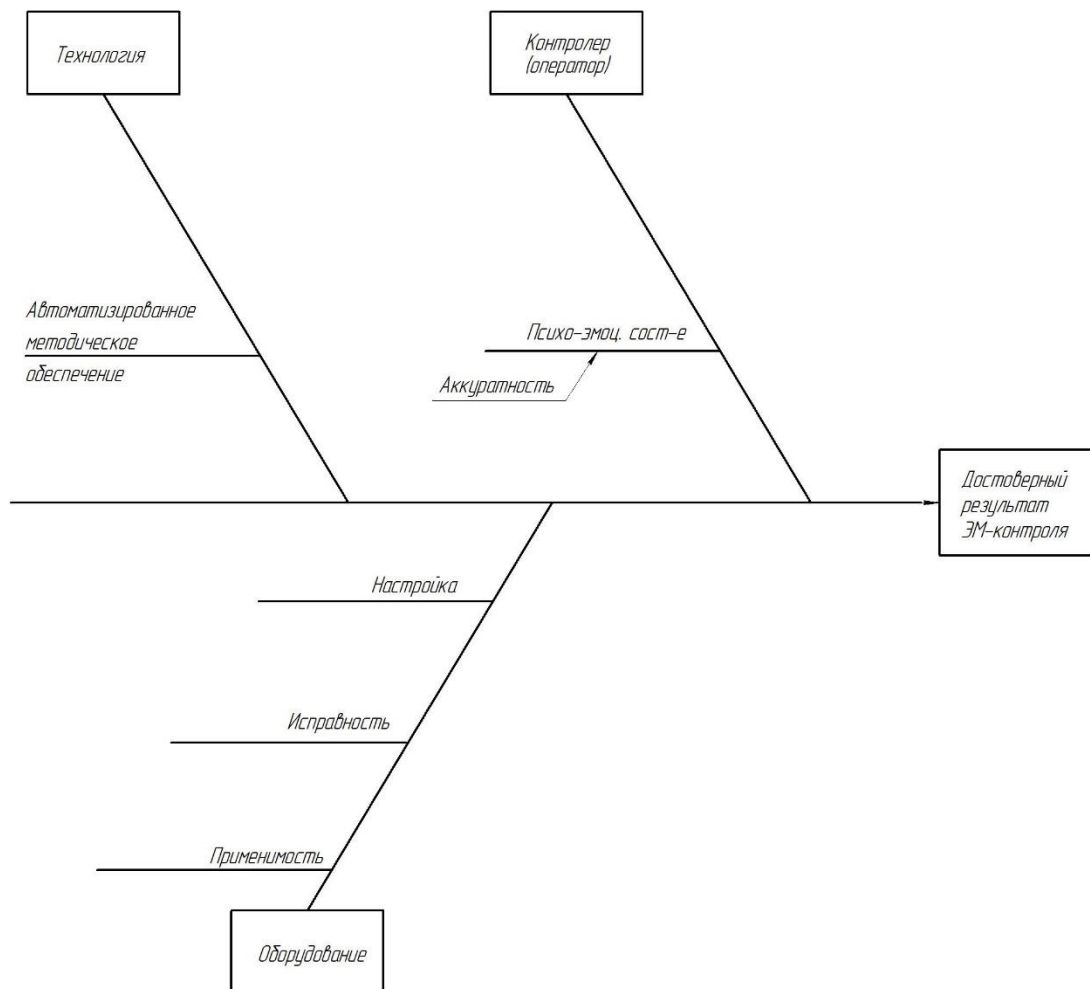 Технология
Контролер
(оператор)
Автоматизированное
методическое
обеспечение
Психо-эмоц. сост-е
Аккуратность
Достоверный
результат
ЭМ-контроля
Настройка
Исправность
Применимость
Оборудование